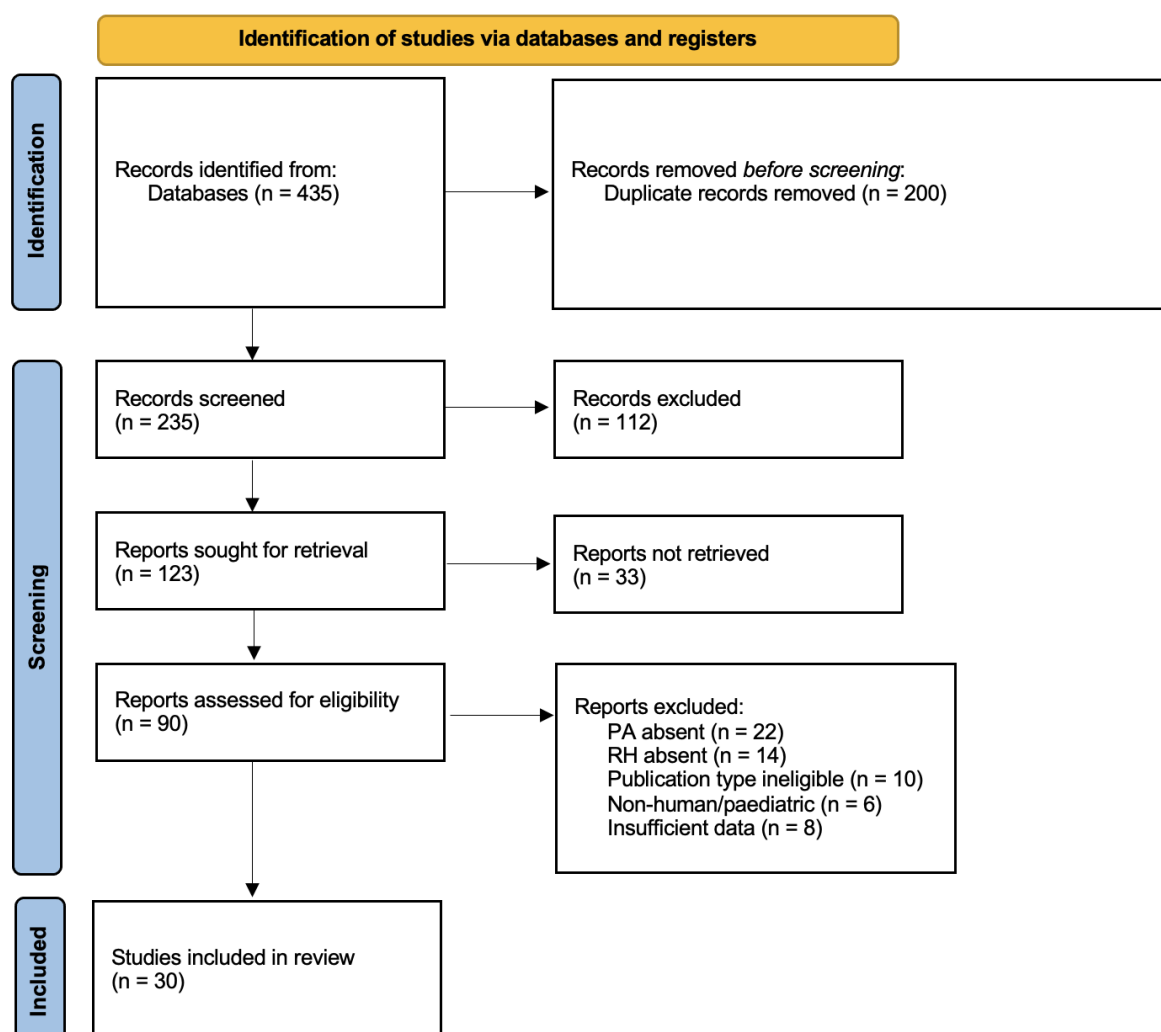 Identification of studies via databases and registers
Identification
Records identified from:
Databases (n = 435)
Records removed before screening:
Duplicate records removed (n = 200)
Screening
Records screened
(n = 235)
Records excluded
(n = 112)
Reports sought for retrieval
(n = 123)
Reports not retrieved
(n = 33)
Reports assessed for eligibility
(n = 90)
Reports excluded:
PA absent (n = 22)
RH absent (n = 14)
Publication type ineligible (n = 10)
Non-human/paediatric (n = 6)
Insufficient data (n = 8)
Included
Studies included in review
(n = 30)